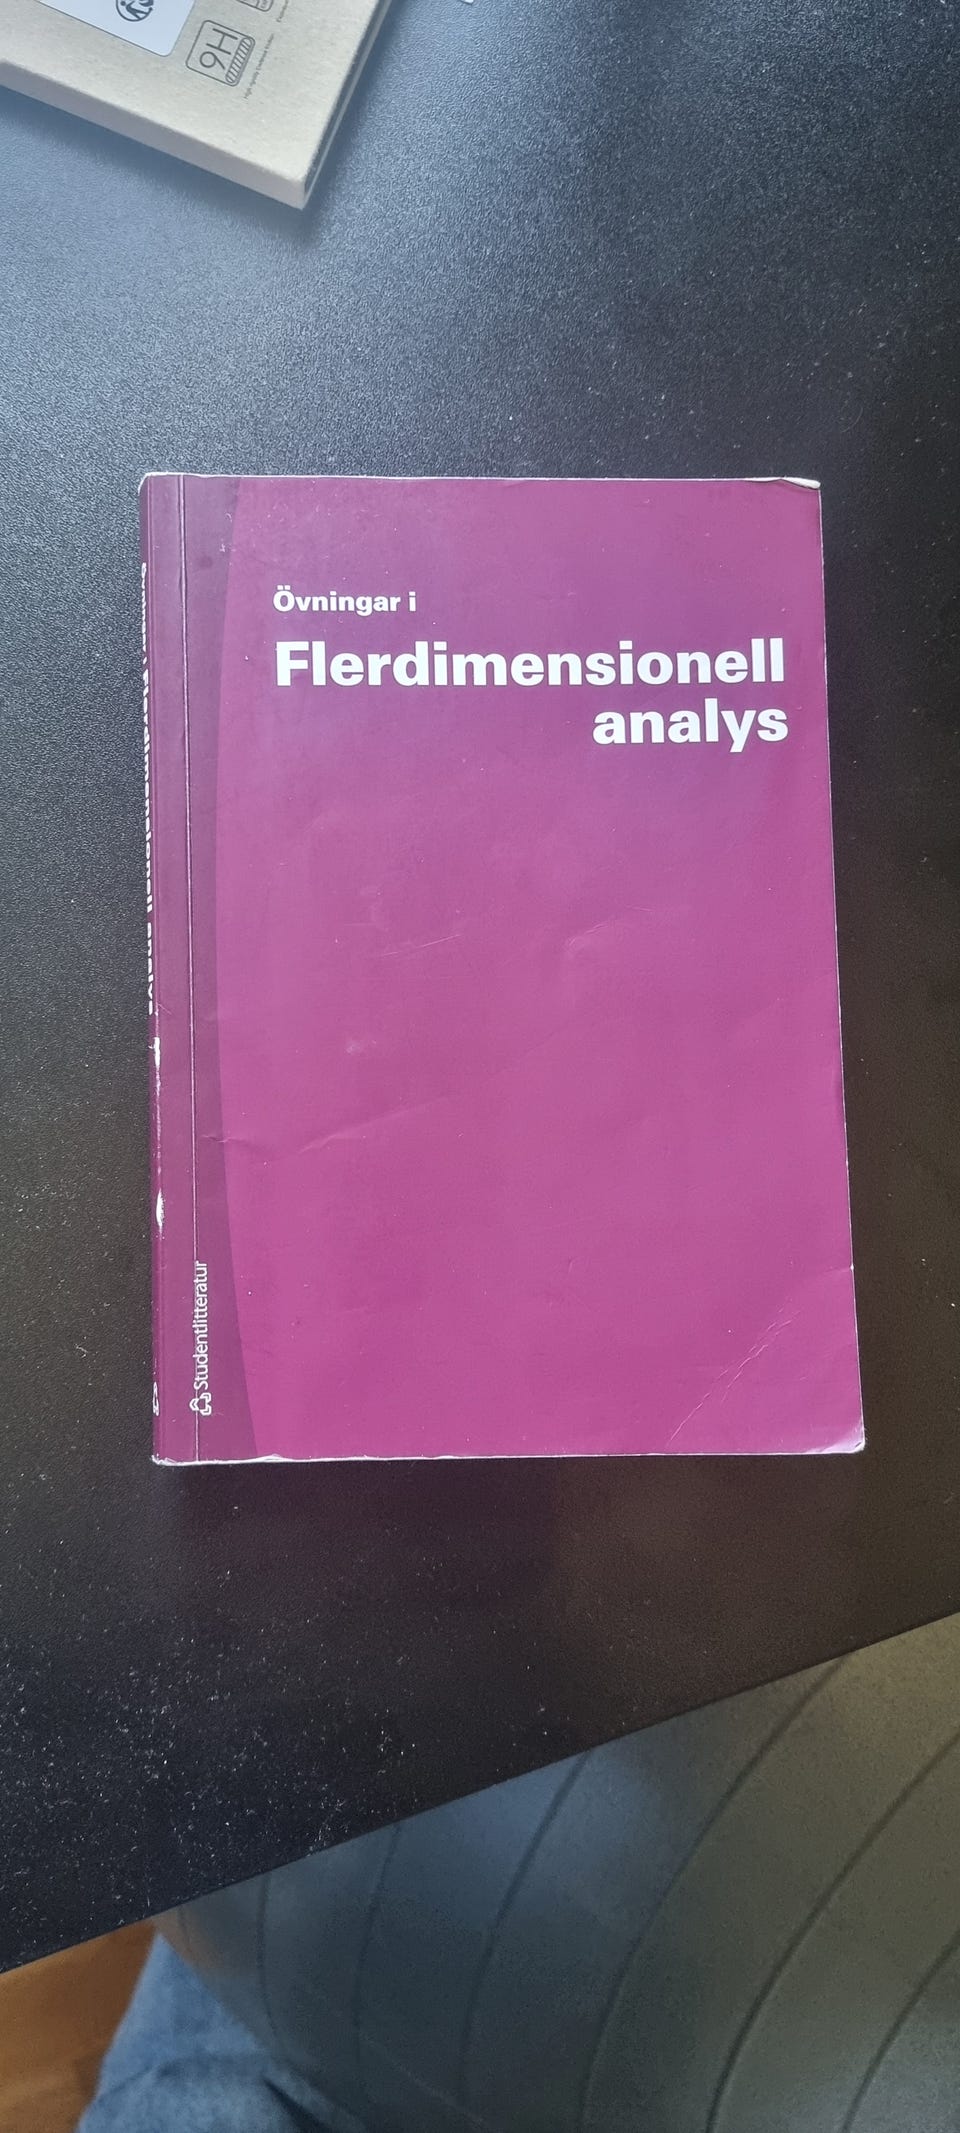 9H
Övningar i
Flerdimensionell
analys
Studentlitteratur